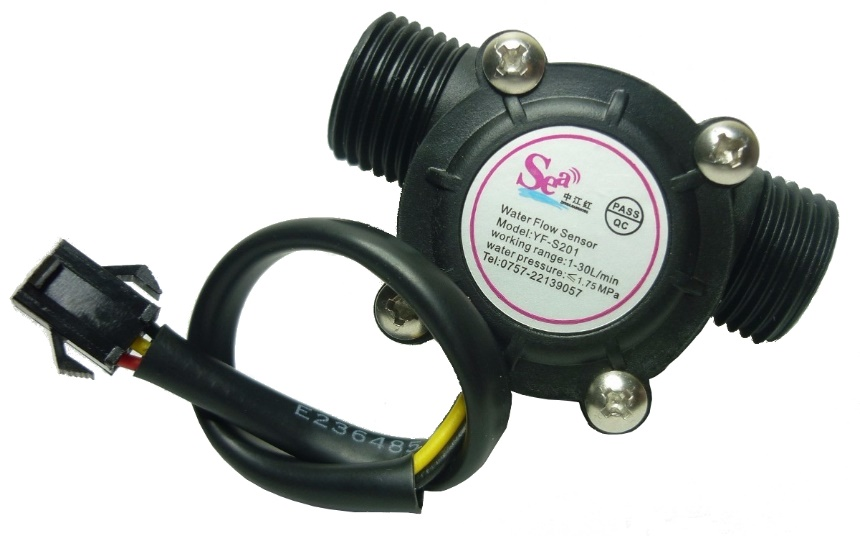 Sea
中江红
PASS
QC
Water Flow Sensor
Model:YF-S201
working range:1-30L/min
water pressure:≤1.75MPa
Tel:0757-22139057
E236485